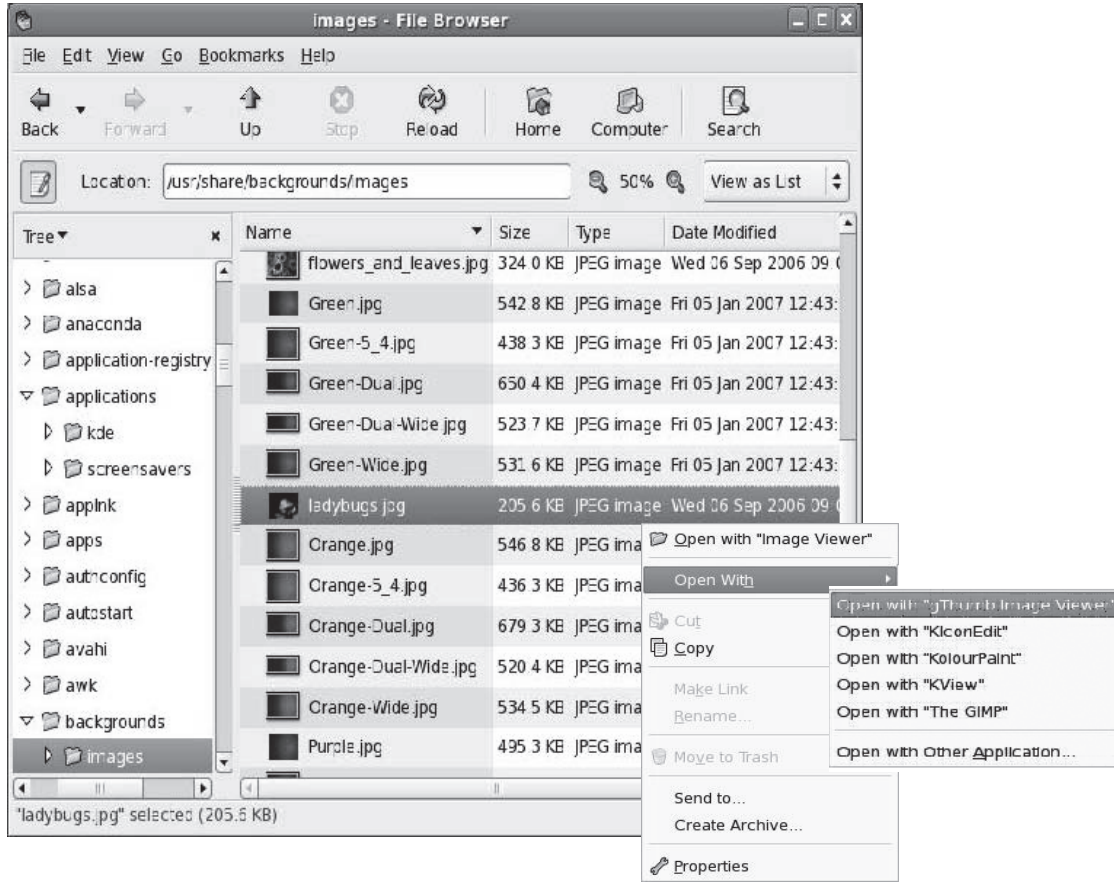 images - File Browser
File Edit View Go Bookmarks Help
Back Forward Up Stop Reload Home Computer Search
Location: /usr/share/backgrounds/images 50% View as List
Tree
alsa
anaconda
application-registry
applications
kde
screensavers
applnk
apps
authconfig
autostart
avahi
awk
backgrounds
images
Name Size Type Date Modified
flowers_and_leaves.jpg 324.0 KB JPEG image Wed 06 Sep 2006 09:
Green.jpg 542.8 KB JPEG image Fri 05 Jan 2007 12:43:
Green-5_4.jpg 438.3 KB JPEG image Fri 05 Jan 2007 12:43:
Green-Dual.jpg 650.4 KB JPEG image Fri 05 Jan 2007 12:43:
Green-Dual-Wide.jpg 523.7 KB JPEG image Fri 05 Jan 2007 12:43:
Green-Wide.jpg 531.6 KB JPEG image Fri 05 Jan 2007 12:43:
ladybugs.jpg 205.6 KB JPEG image Wed 06 Sep 2006 09:
Orange.jpg 546.8 KB JPEG ima
Orange-5_4.jpg 436.3 KB JPEG ima
Orange-Dual.jpg 679.3 KB JPEG ima
Orange-Dual-Wide.jpg 520.4 KB JPEG ima
Orange-Wide.jpg 534.5 KB JPEG ima
Purple.jpg 495.3 KB JPEG ima
"ladybugs.jpg" selected (205.6 KB)
Open with "Image Viewer"
Open With
Cut
Copy
Make Link
Rename...
Move to Trash
Send to...
Create Archive...
Properties
Open with "gThumb Image Viewer"
Open with "KIconEdit"
Open with "KolourPaint"
Open with "KView"
Open with "The GIMP"
Open with Other Application...